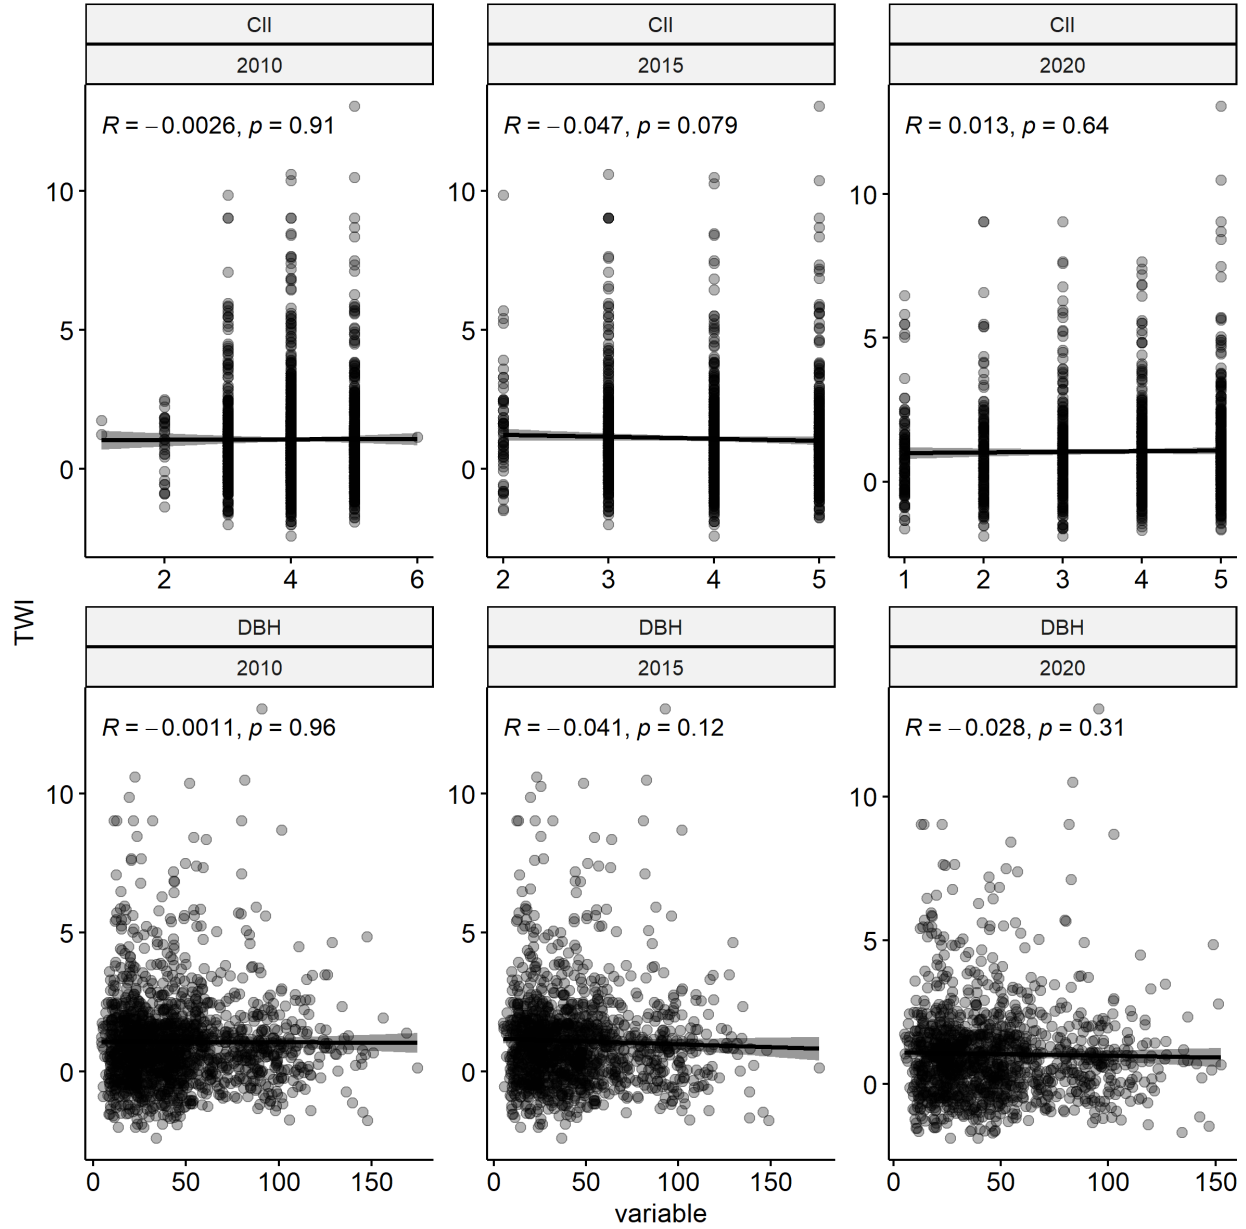 CII CII CII
2010 2015 2020
R = −0.0026, p = 0.91 R = −0.047, p = 0.079 R = 0.013, p = 0.64
10 10 10
5 5 5
0 0 0
2 4 6 2 3 4 5 1 2 3 4 5
TWI
DBH DBH DBH
2010 2015 2020
R = −0.0011, p = 0.96 R = −0.041, p = 0.12 R = −0.028, p = 0.31
10 10 10
5 5 5
0 0 0
0 50 100 150 0 50 100 150 0 50 100 150
variable